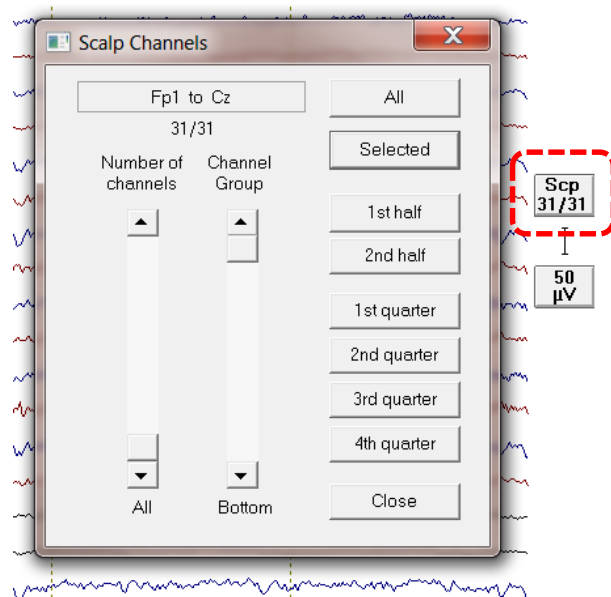 Scalp Channels
Fp1 to Cz
31/31
Number of
channels
Channel
Group
All
Bottom
All
Selected
1st half
2nd half
1st quarter
2nd quarter
3rd quarter
4th quarter
Close
Scp
31/31
50
µV